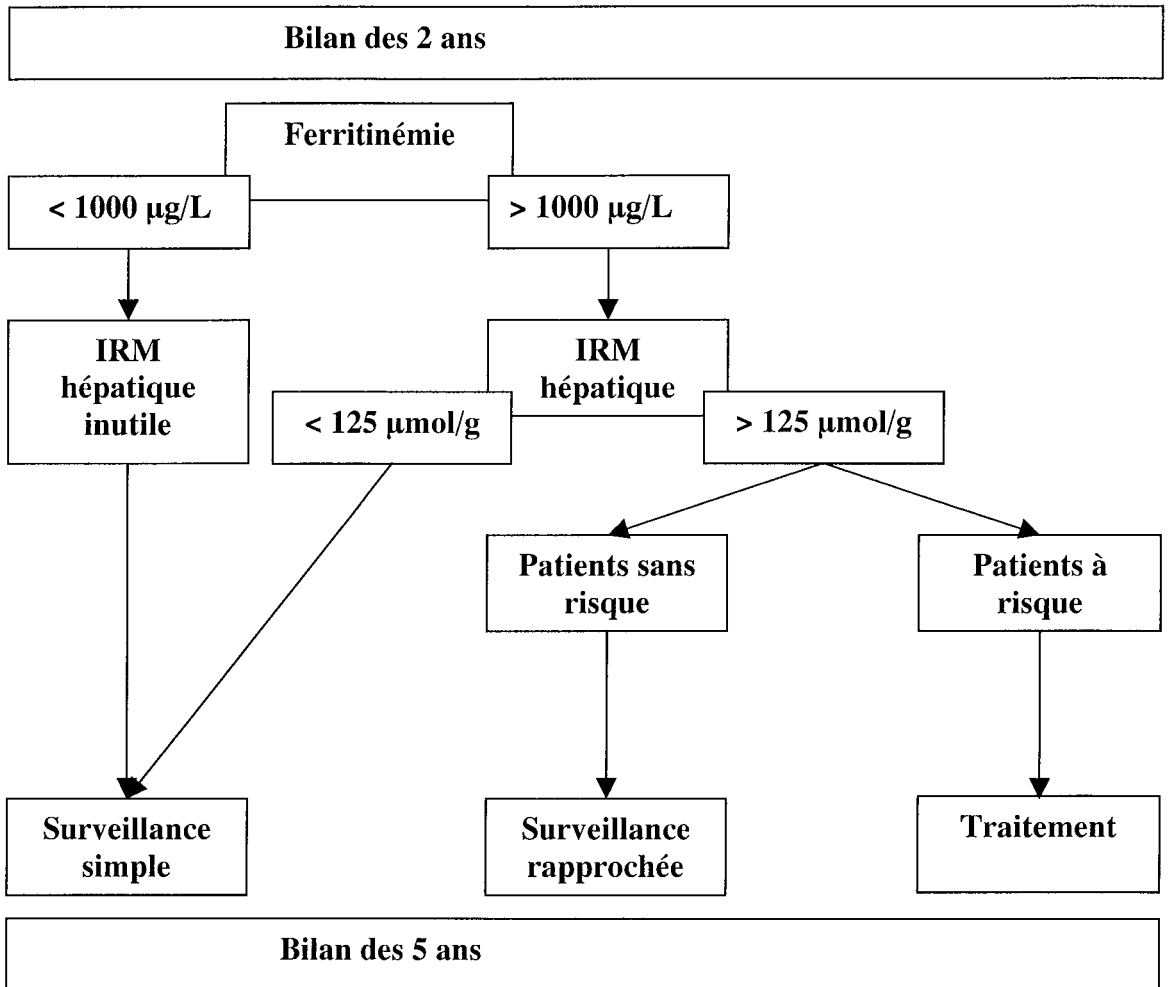 Bilan des 2 ans
Ferritinémie
< 1000 µg/L
> 1000 µg/L
IRM
hépatique
inutile
IRM
hépatique
< 125 µmol/g
> 125 µmol/g
Patients sans
risque
Patients à
risque
Surveillance
simple
Surveillance
rapprochée
Traitement
Bilan des 5 ans